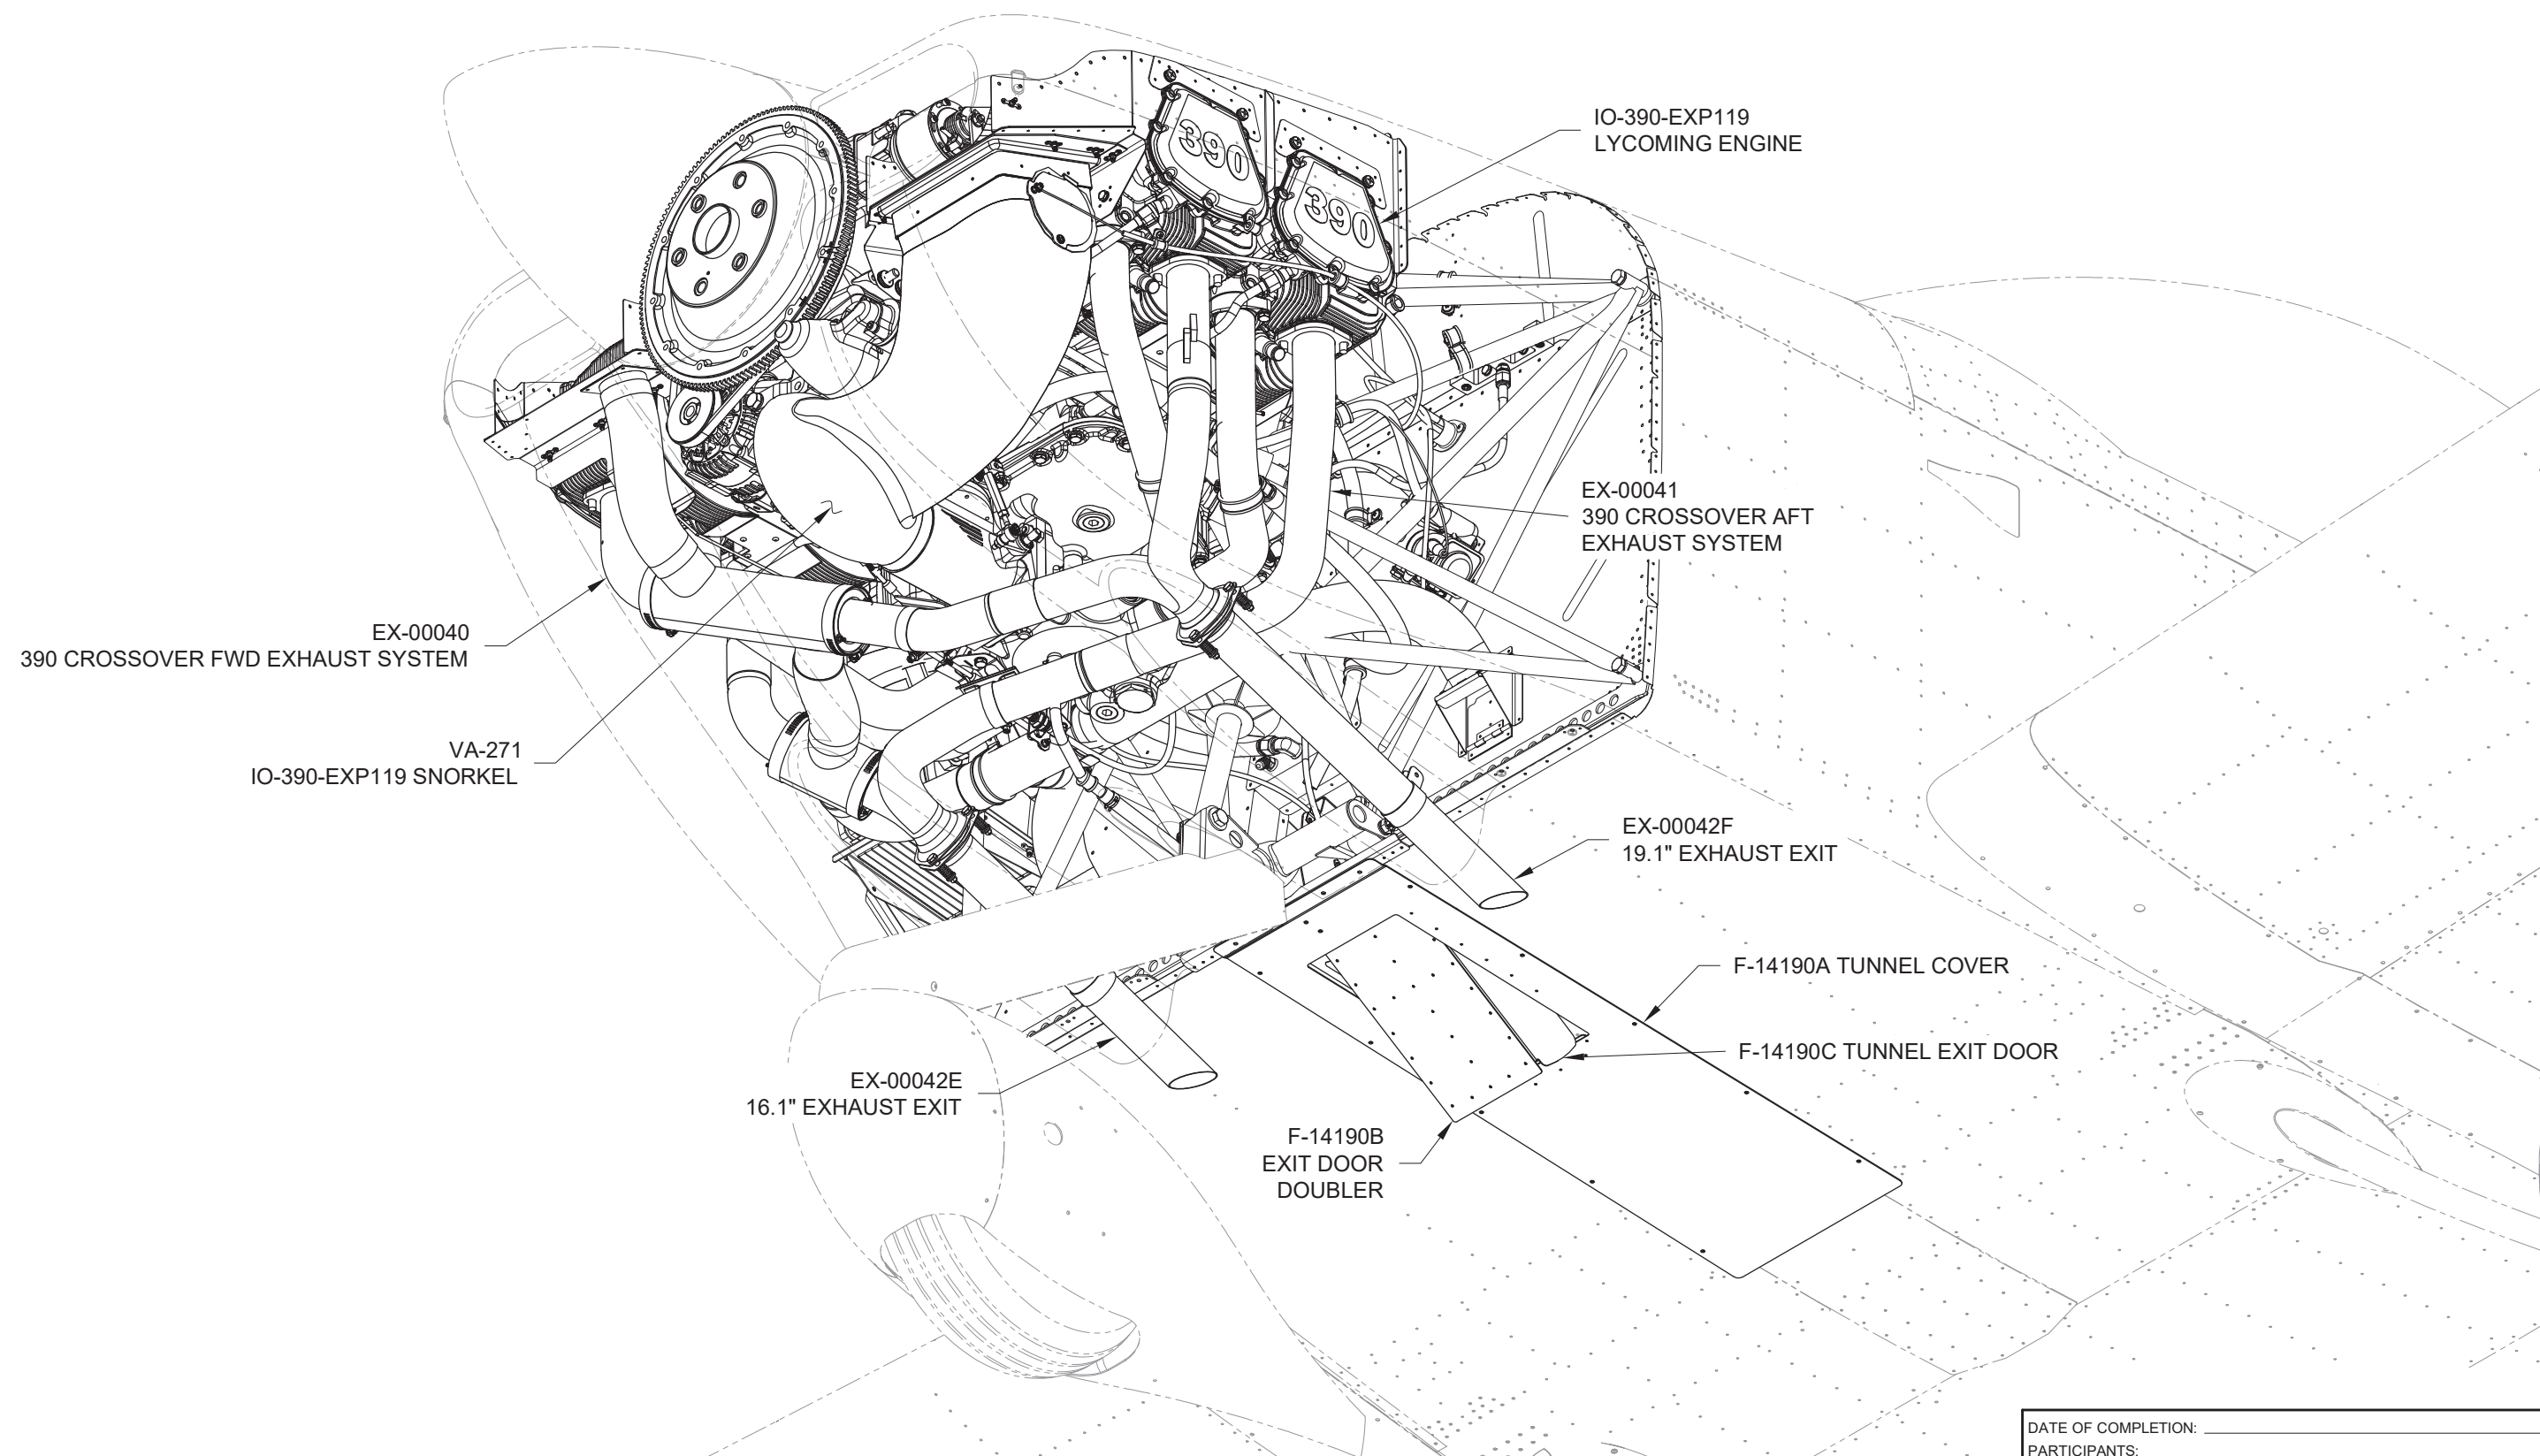 IO-390-EXP119
LYCOMING ENGINE
390
390
EX-00041
390 CROSSOVER AFT
EXHAUST SYSTEM
EX-00040
390 CROSSOVER FWD EXHAUST SYSTEM
VA-271
IO-390-EXP119 SNORKEL
EX-00042F
19.1" EXHAUST EXIT
F-14190A TUNNEL COVER
F-14190C TUNNEL EXIT DOOR
EX-00042E
16.1" EXHAUST EXIT
F-14190B
EXIT DOOR
DOUBLER
DATE OF COMPLETION:
PARTICIPANTS: